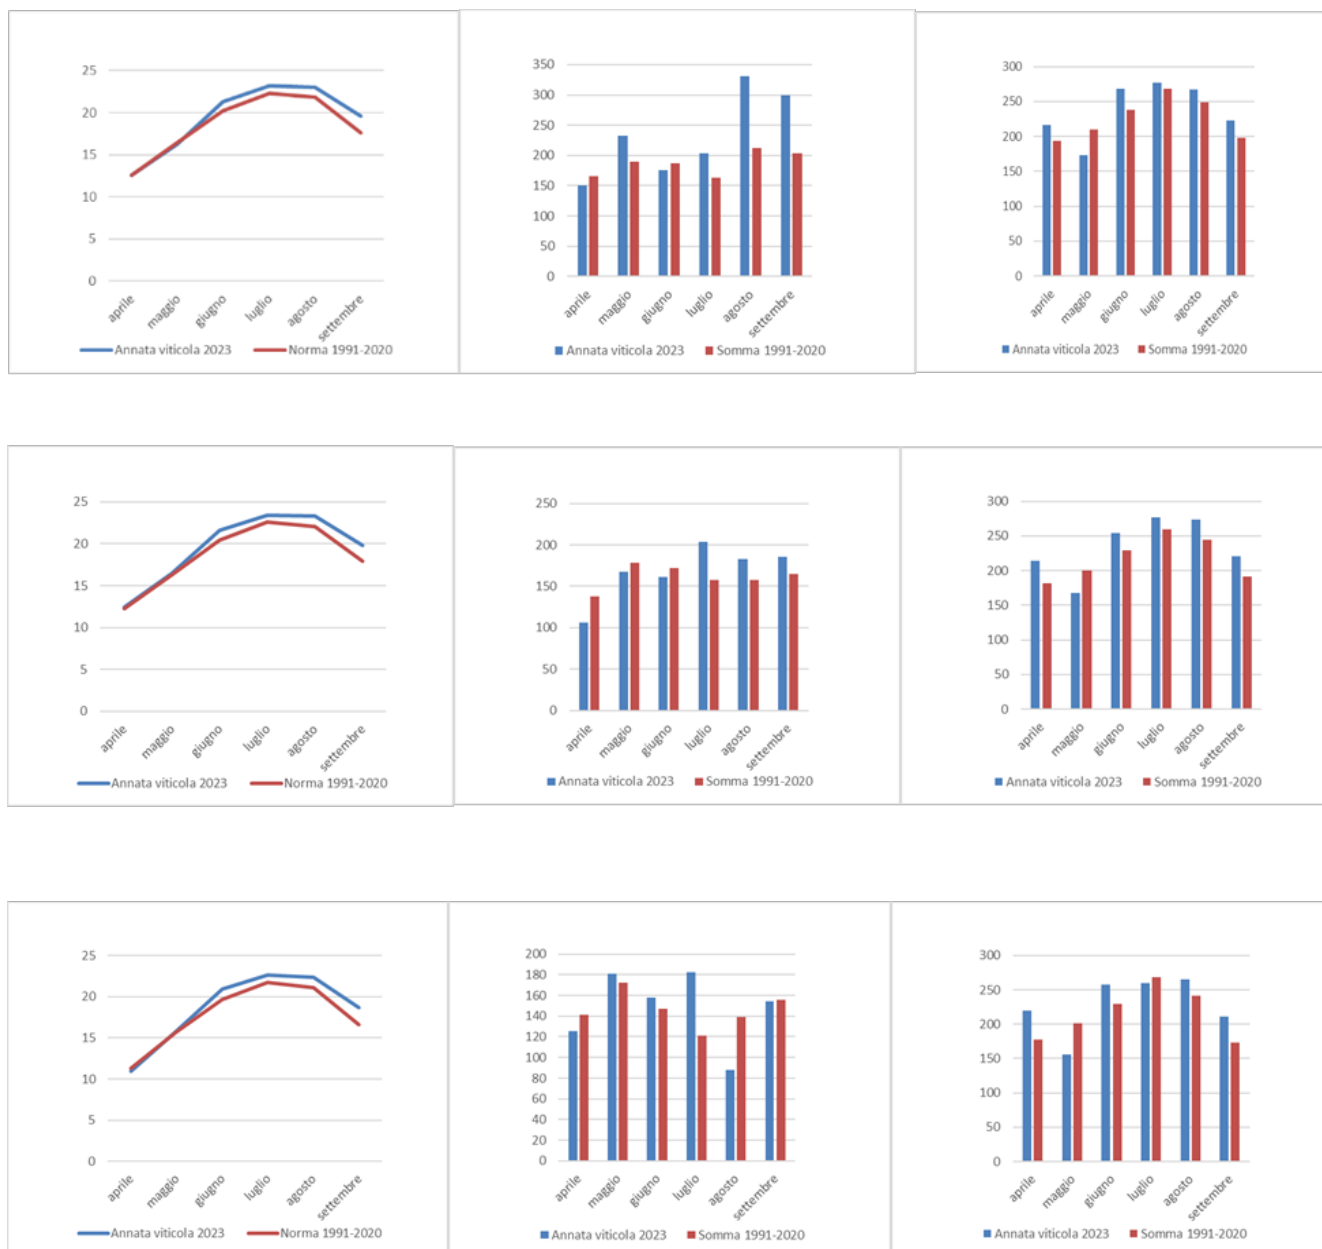 25
20
15
10
5
0
aprile
maggio
giugno
luglio
agosto
settembre
Annata viticola 2023 Norma 1991-2020
350
300
250
200
150
100
50
0
aprile
maggio
giugno
luglio
agosto
settembre
Annata viticola 2023 Somma 1991-2020
300
250
200
150
100
50
0
aprile
maggio
giugno
luglio
agosto
settembre
Annata viticola 2023 Somma 1991-2020
25
20
15
10
5
0
aprile
maggio
giugno
luglio
agosto
settembre
Annata viticola 2023 Norma 1991-2020
250
200
150
100
50
0
aprile
maggio
giugno
luglio
agosto
settembre
Annata viticola 2023 Somma 1991-2020
300
250
200
150
100
50
0
aprile
maggio
giugno
luglio
agosto
settembre
Annata viticola 2023 Somma 1991-2020
25
20
15
10
5
0
aprile
maggio
giugno
luglio
agosto
settembre
Annata viticola 2023 Norma 1991-2020
200
180
160
140
120
100
80
60
40
20
0
aprile
maggio
giugno
luglio
agosto
settembre
Annata viticola 2023 Somma 1991-2020
300
250
200
150
100
50
0
aprile
maggio
giugno
luglio
agosto
settembre
Annata viticola 2023 Somma 1991-2020